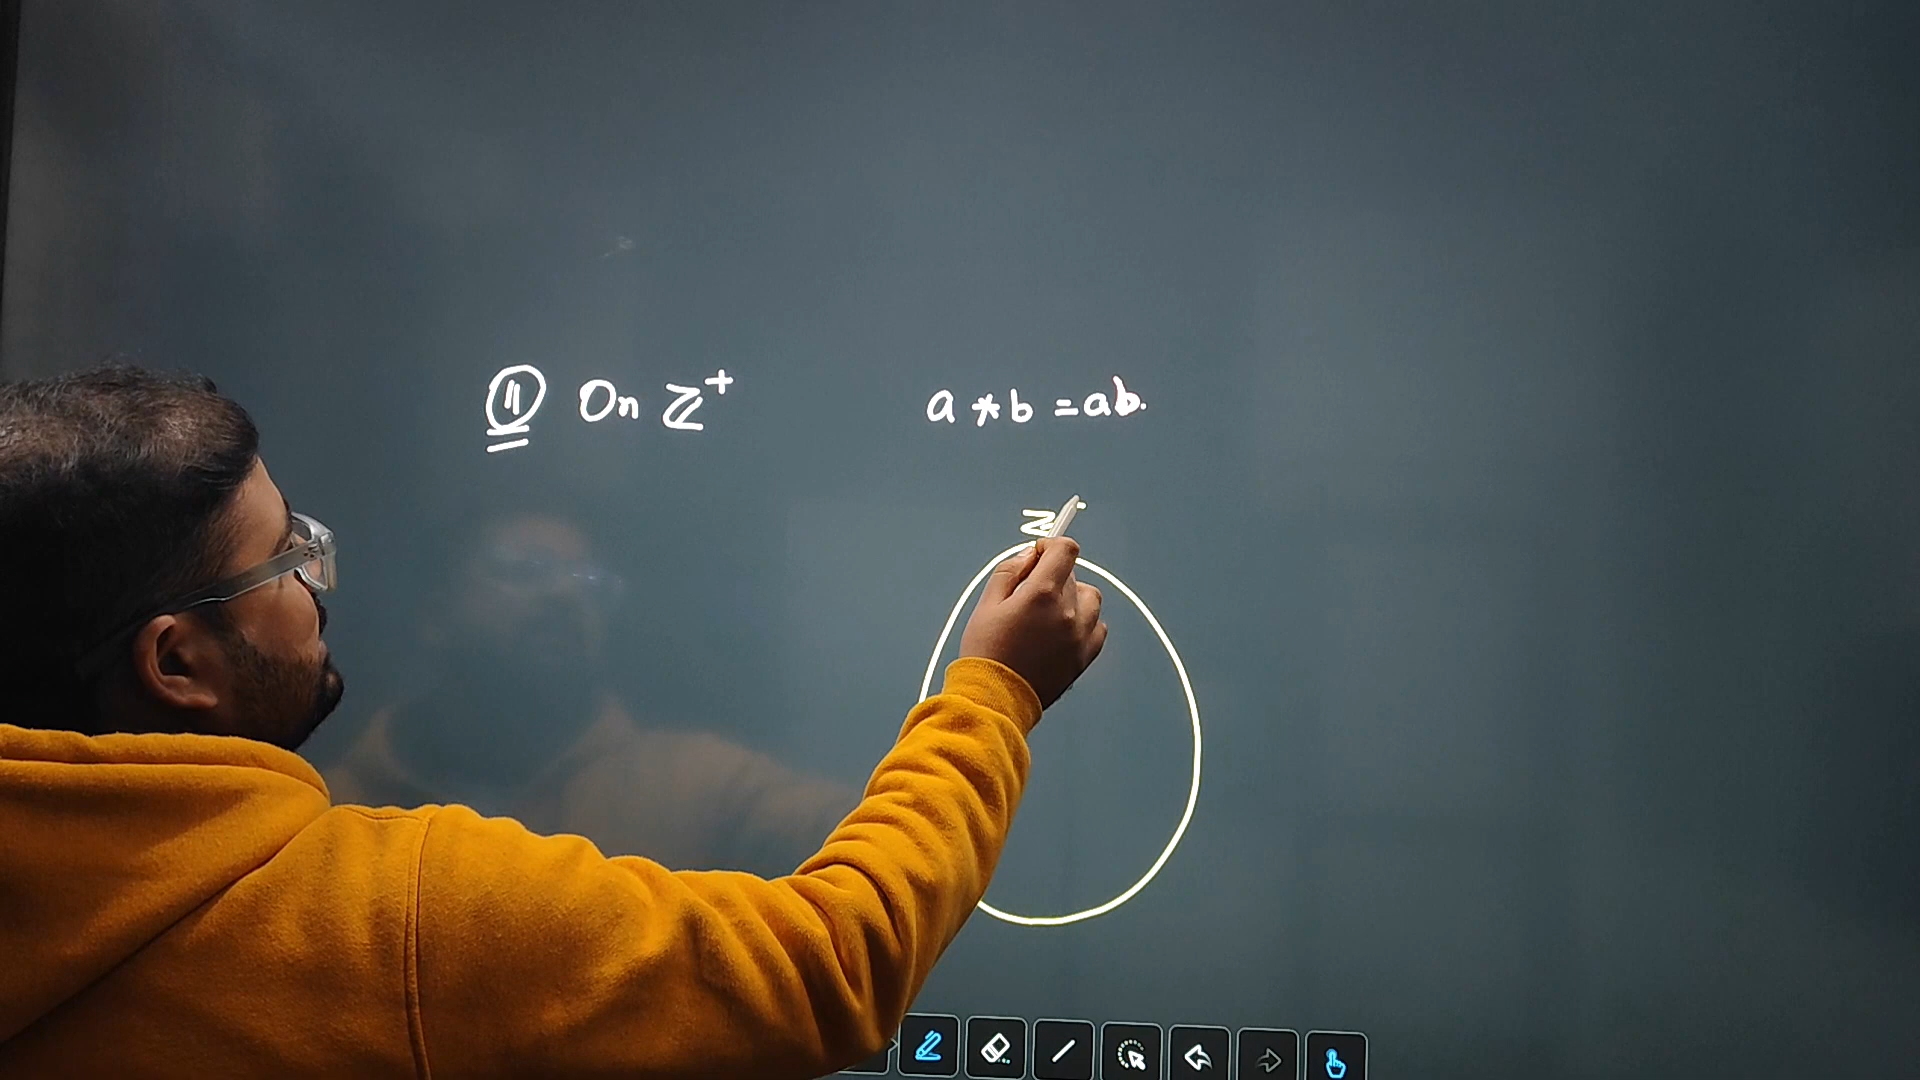 ⑪ On Z⁺ a * b = ab.
Z